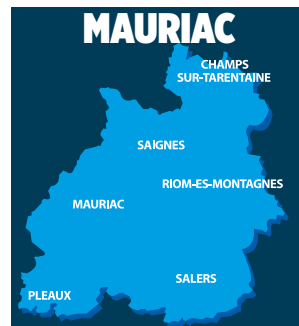 MAURIAC
CHAMPS
SUR-TARENTAINE
SAIGNES
RIOM-ES-MONTAGNES
MAURIAC
SALERS
PLEAUX